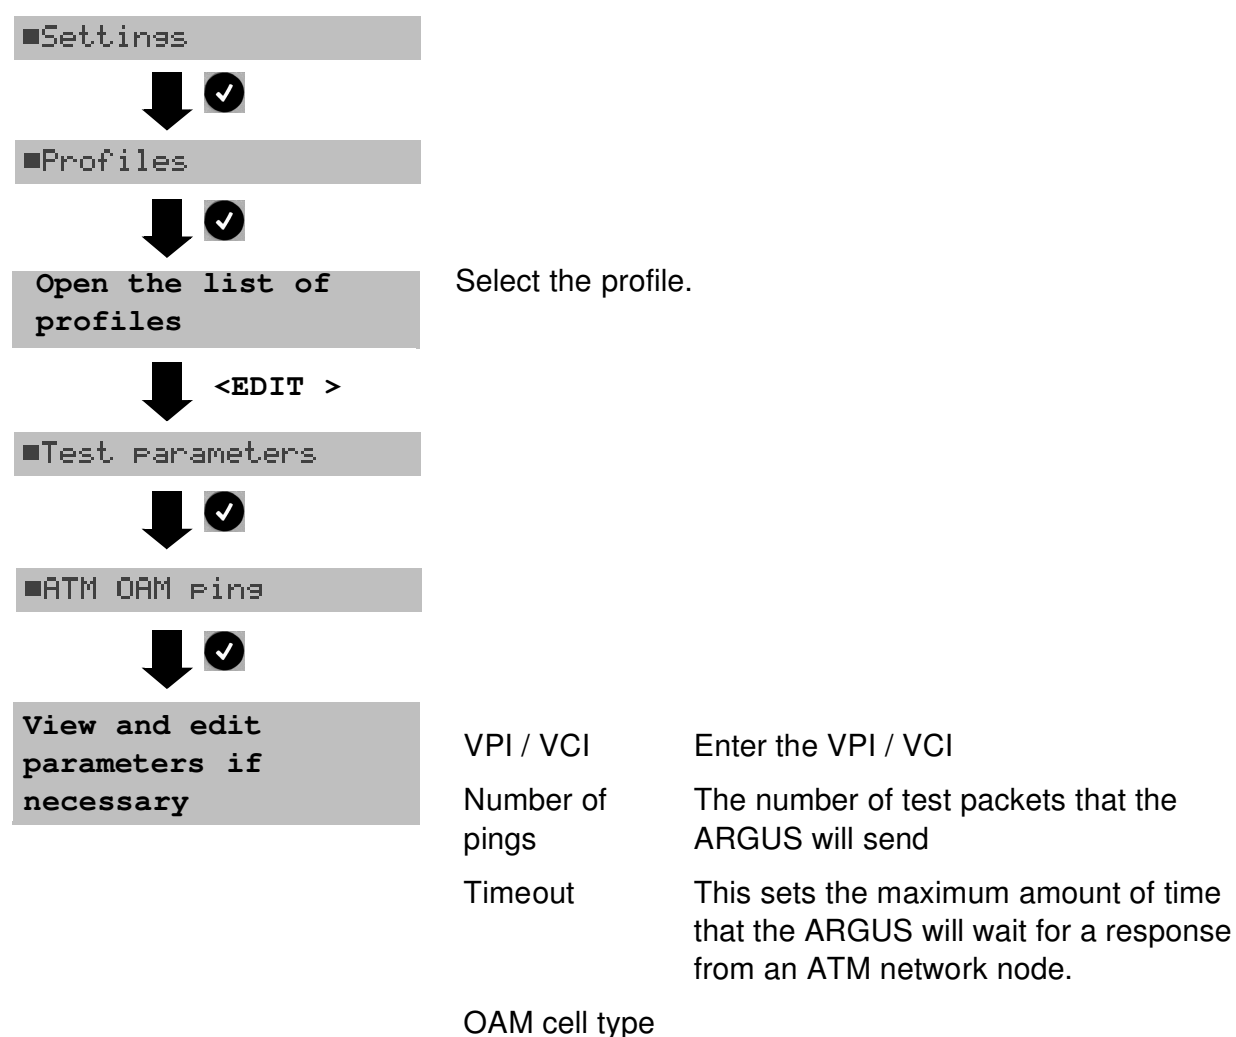 ■Settings
■Profiles
Open the list of
profiles
Select the profile.
<EDIT >
■Test parameters
■ATM OAM ping
View and edit
parameters if
necessary
VPI / VCI Enter the VPI / VCI
Number of
pings
The number of test packets that the
ARGUS will send
Timeout
This sets the maximum amount of time
that the ARGUS will wait for a response
from an ATM network node.
OAM cell type